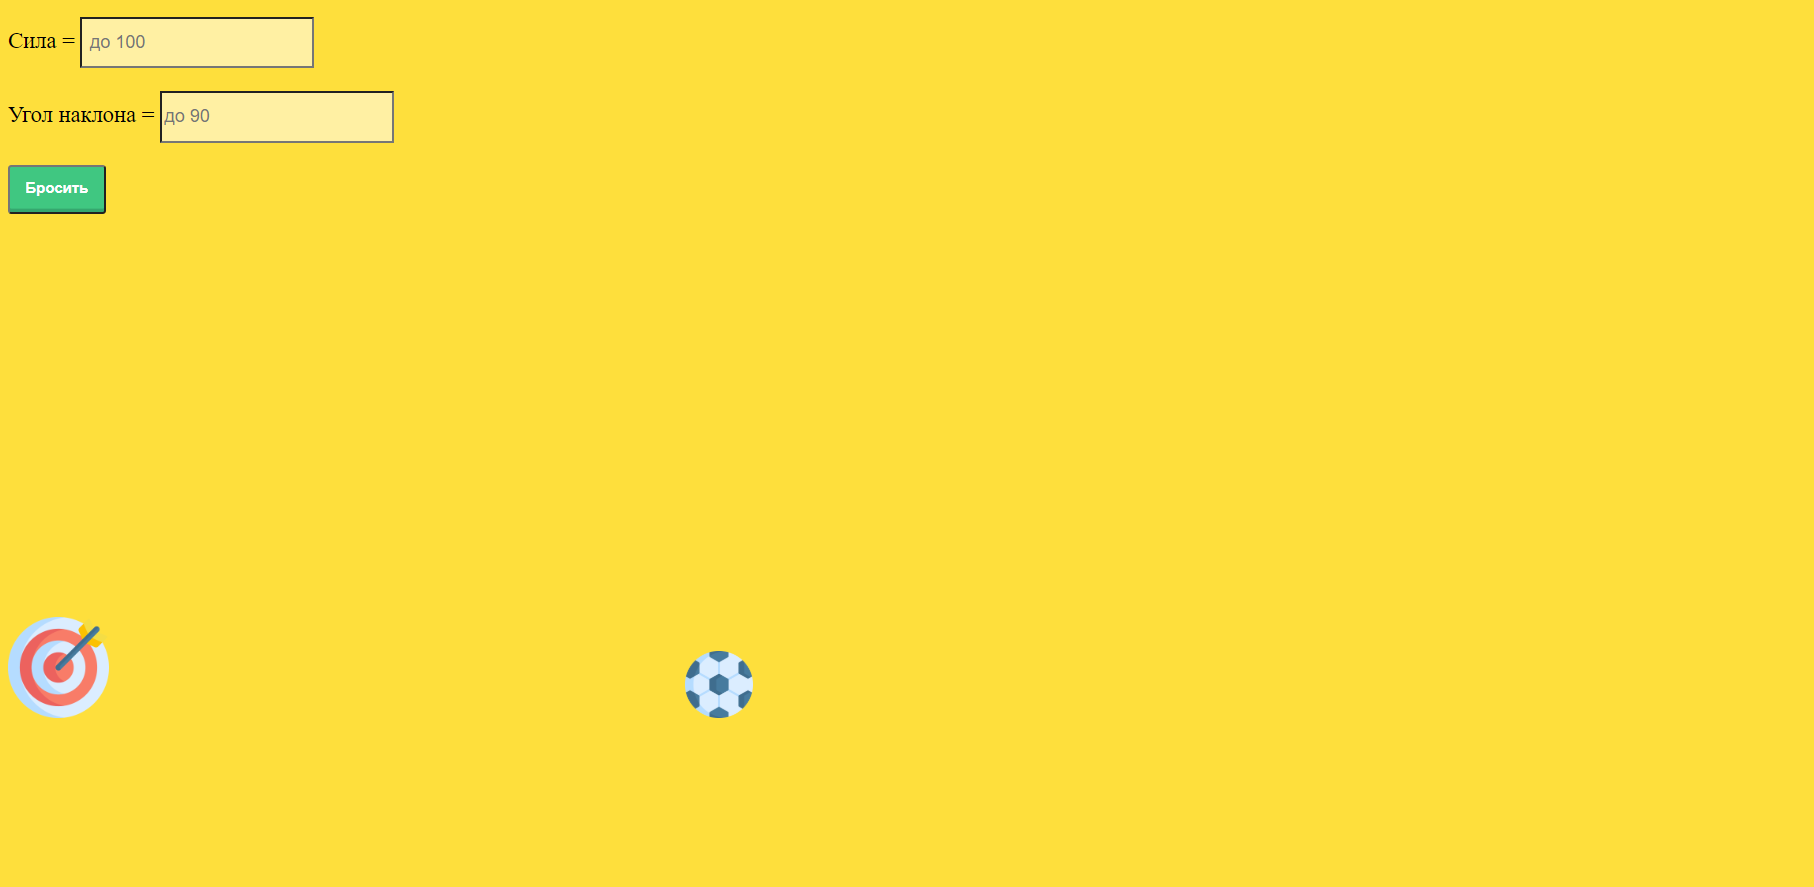 Сила = до 100
Угол наклона = до 90
Бросить